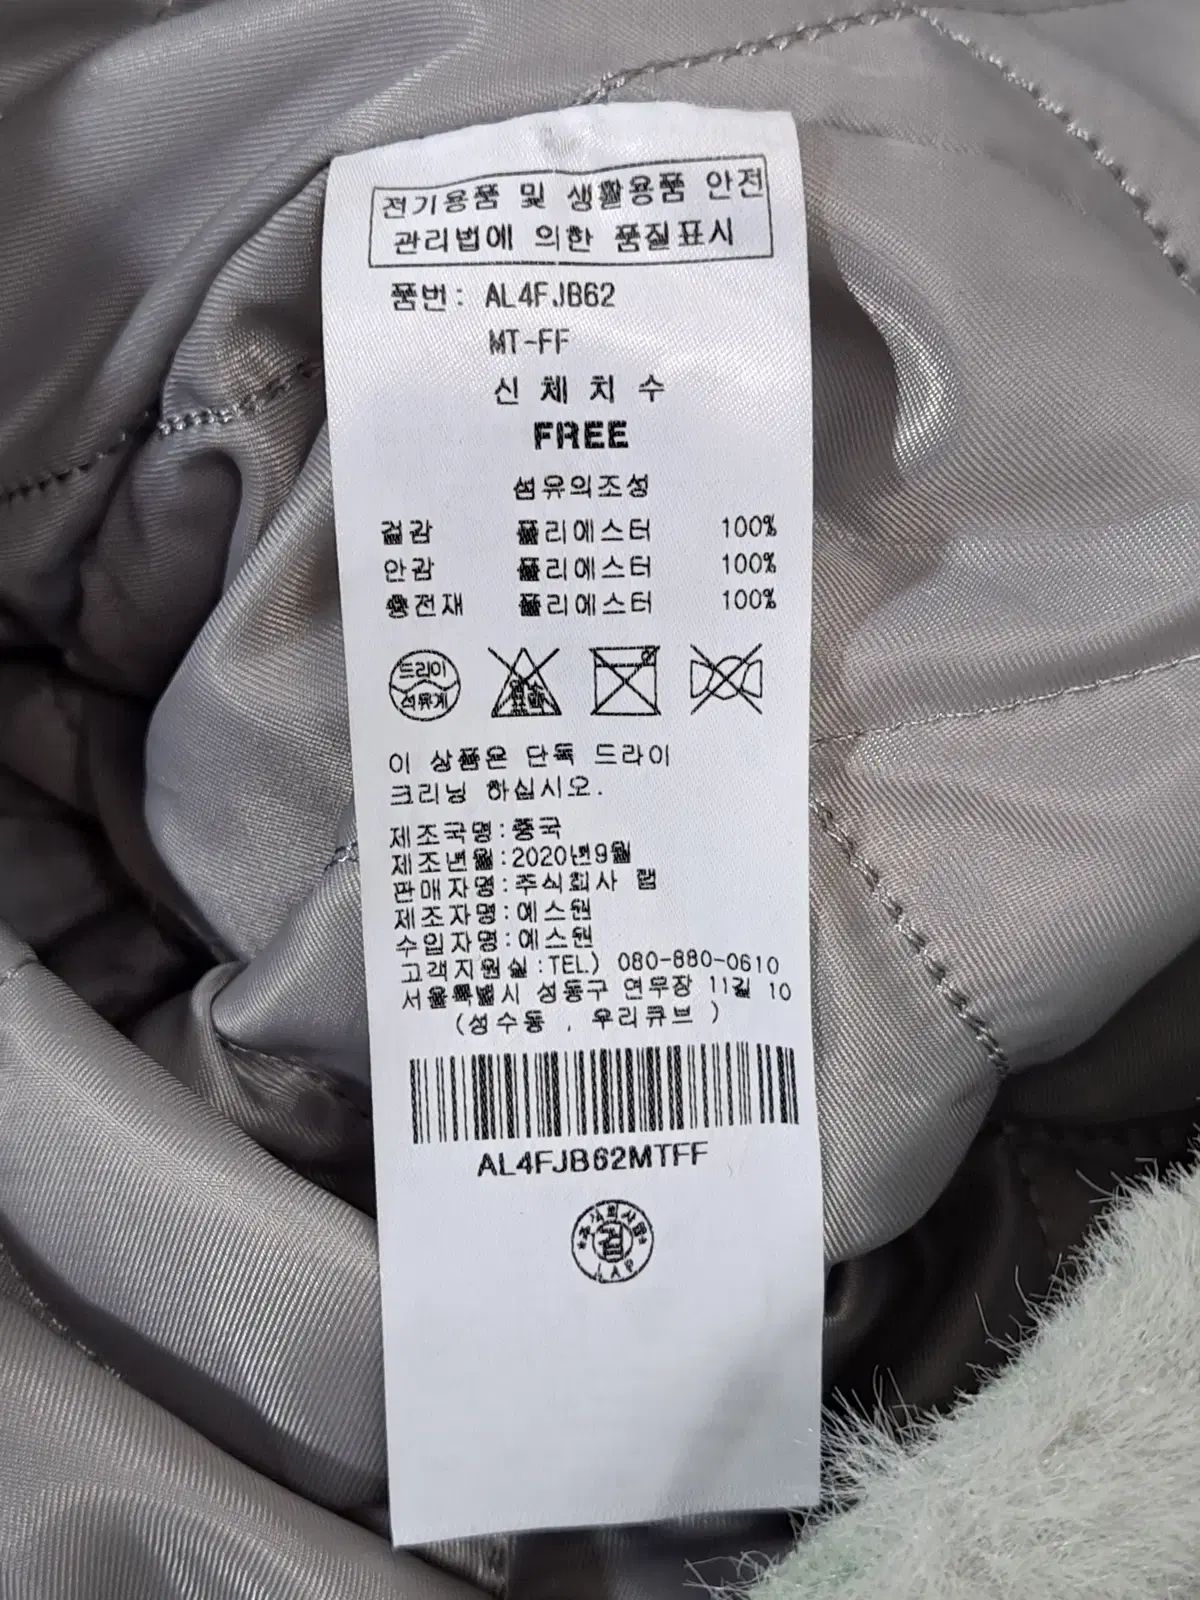 전기용품 및 생활용품 안전
관리법에 의한 품질표시
품번: AL4FJB62
MT-FF
신 체 치 수
FREE
섬유의조성
겉감 폴리에스터 100%
안감 폴리에스터 100%
충전재 폴리에스터 100%
드라이
석유계
이 상품은 단독 드라이
크리닝 하십시오.
제조국명:중국
제조년월:2020년9월
판매자명:주식회사 랩
제조자명:에스원
수입자명:에스원
고객지원실:TEL.) 080-880-0610
서울특별시 성동구 연무장 11길 10
(성수동 , 우리큐브 )
AL4FJB62MTFF
주식회사랩
검
LAP